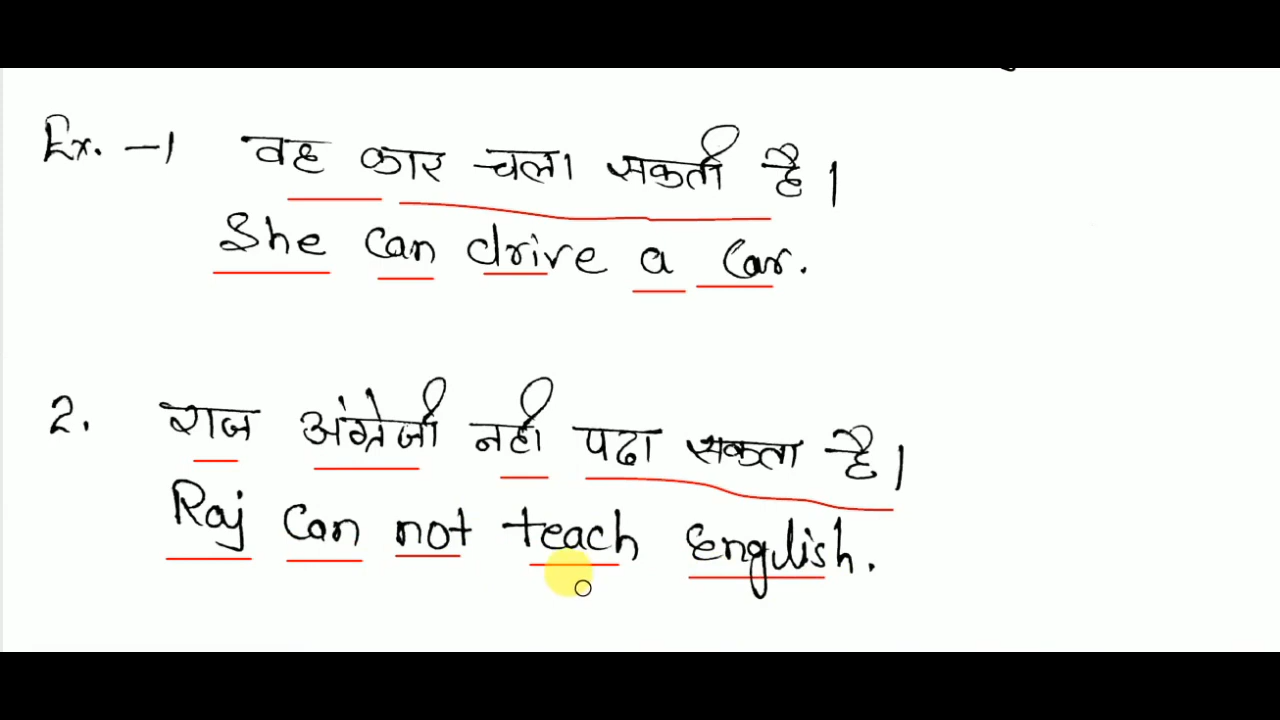 Ex. -1 वह कार चला सकती है।
She can drive a car.
2. राज अंग्रेजी नही पढा सकता है।
Raj can not teach English.